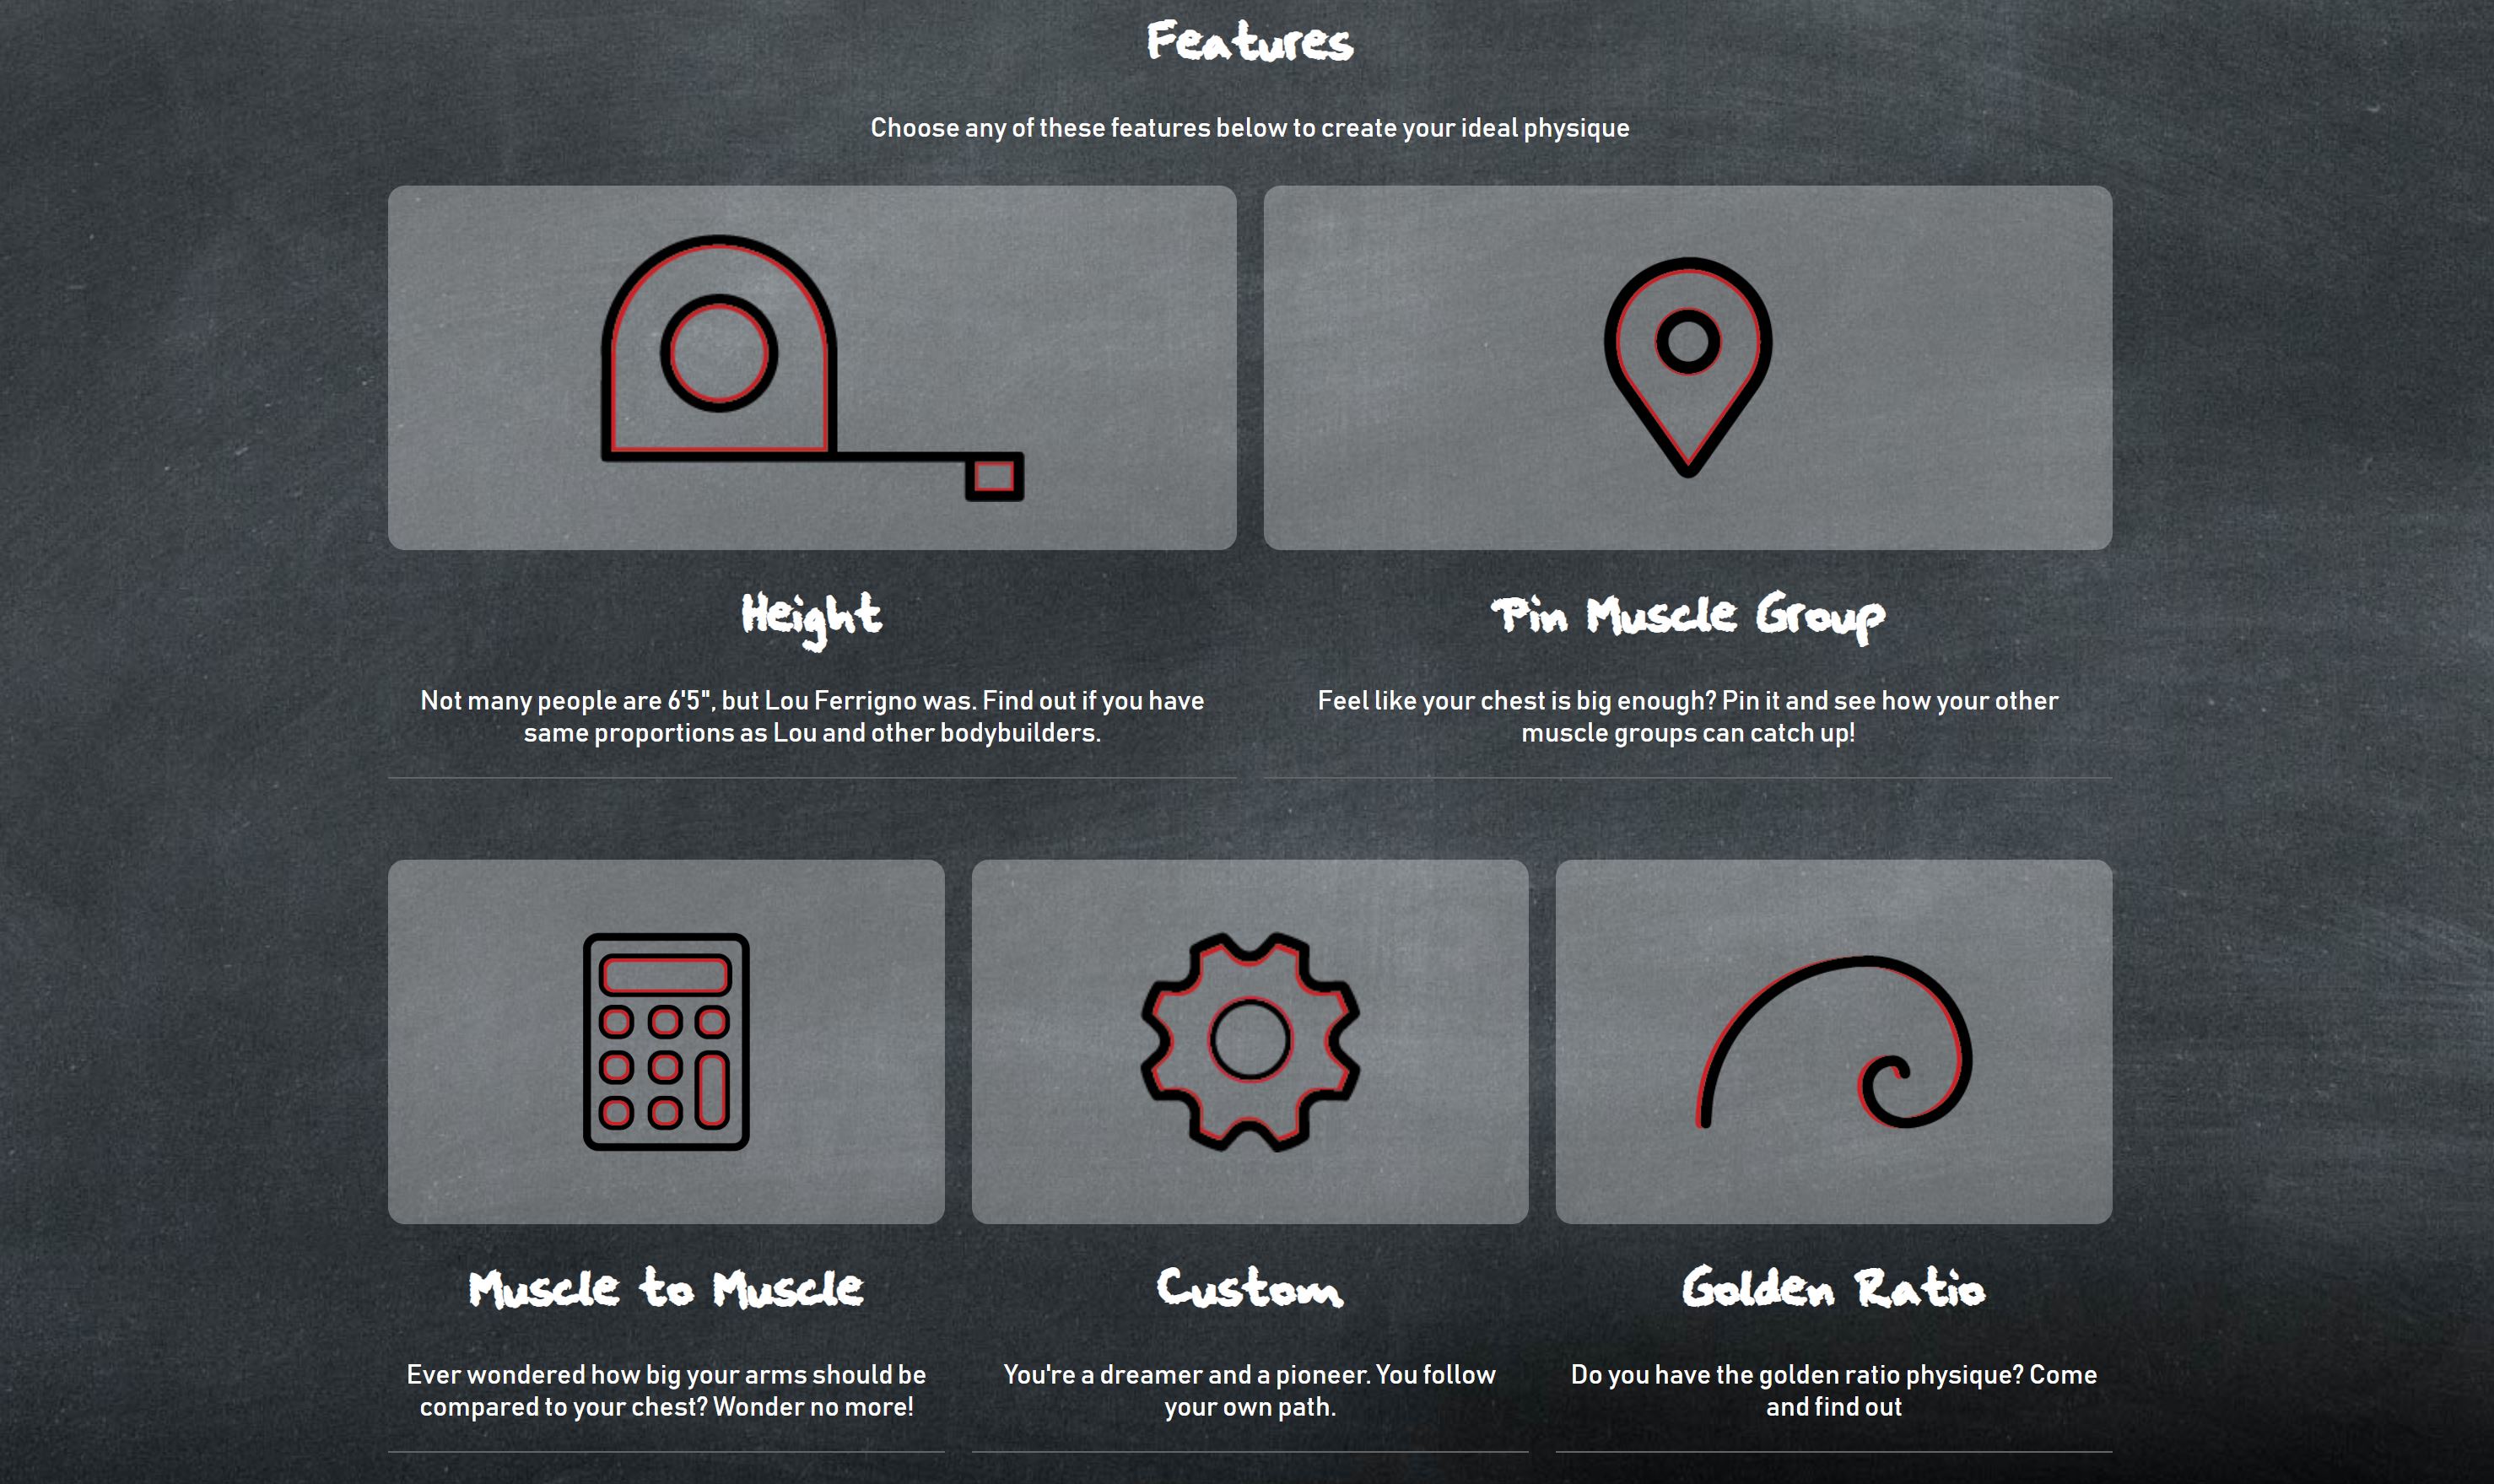 Features
Choose any of these features below to create your ideal physique
Height
Not many people are 6'5", but Lou Ferrigno was. Find out if you have
same proportions as Lou and other bodybuilders.
Pin Muscle Group
Feel like your chest is big enough? Pin it and see how your other
muscle groups can catch up!
Muscle to Muscle
Ever wondered how big your arms should be
compared to your chest? Wonder no more!
Custom
You're a dreamer and a pioneer. You follow
your own path.
Golden Ratio
Do you have the golden ratio physique? Come
and find out